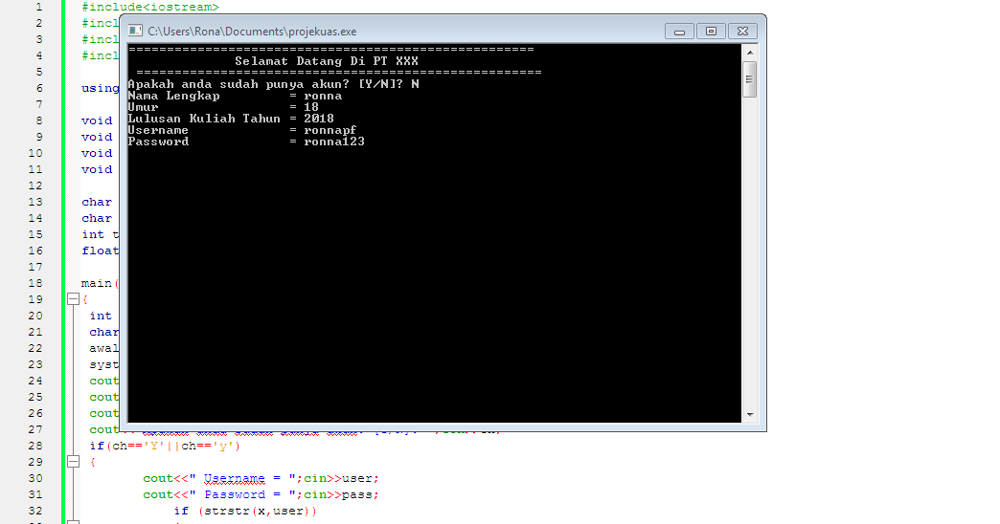 1 #include<iostream>
2 #incl
3 #incl
4 #incl
5
6 using
7
8 void
9 void
10 void
11 void
12
13 char
14 char
15 int t
16 float
17
18 main(
19 {
20 int
21 char
22 awal
23 syst
24 cout
25 cout
26 cout
27 cout
28 if(ch=='Y'||ch=='y')
29 {
30 cout<<" Username = ";cin>>user;
31 cout<<" Password = ";cin>>pass;
32 if (strstr(x,user))
C:\Users\Rona\Documents\projekuas.exe
=====================================================
Selamat Datang Di PT XXX
=====================================================
Apakah anda sudah punya akun? [Y/N]? N
Nama Lengkap = ronna
Umur = 18
Lulusan Kuliah Tahun = 2018
Username = ronnapf
Password = ronna123